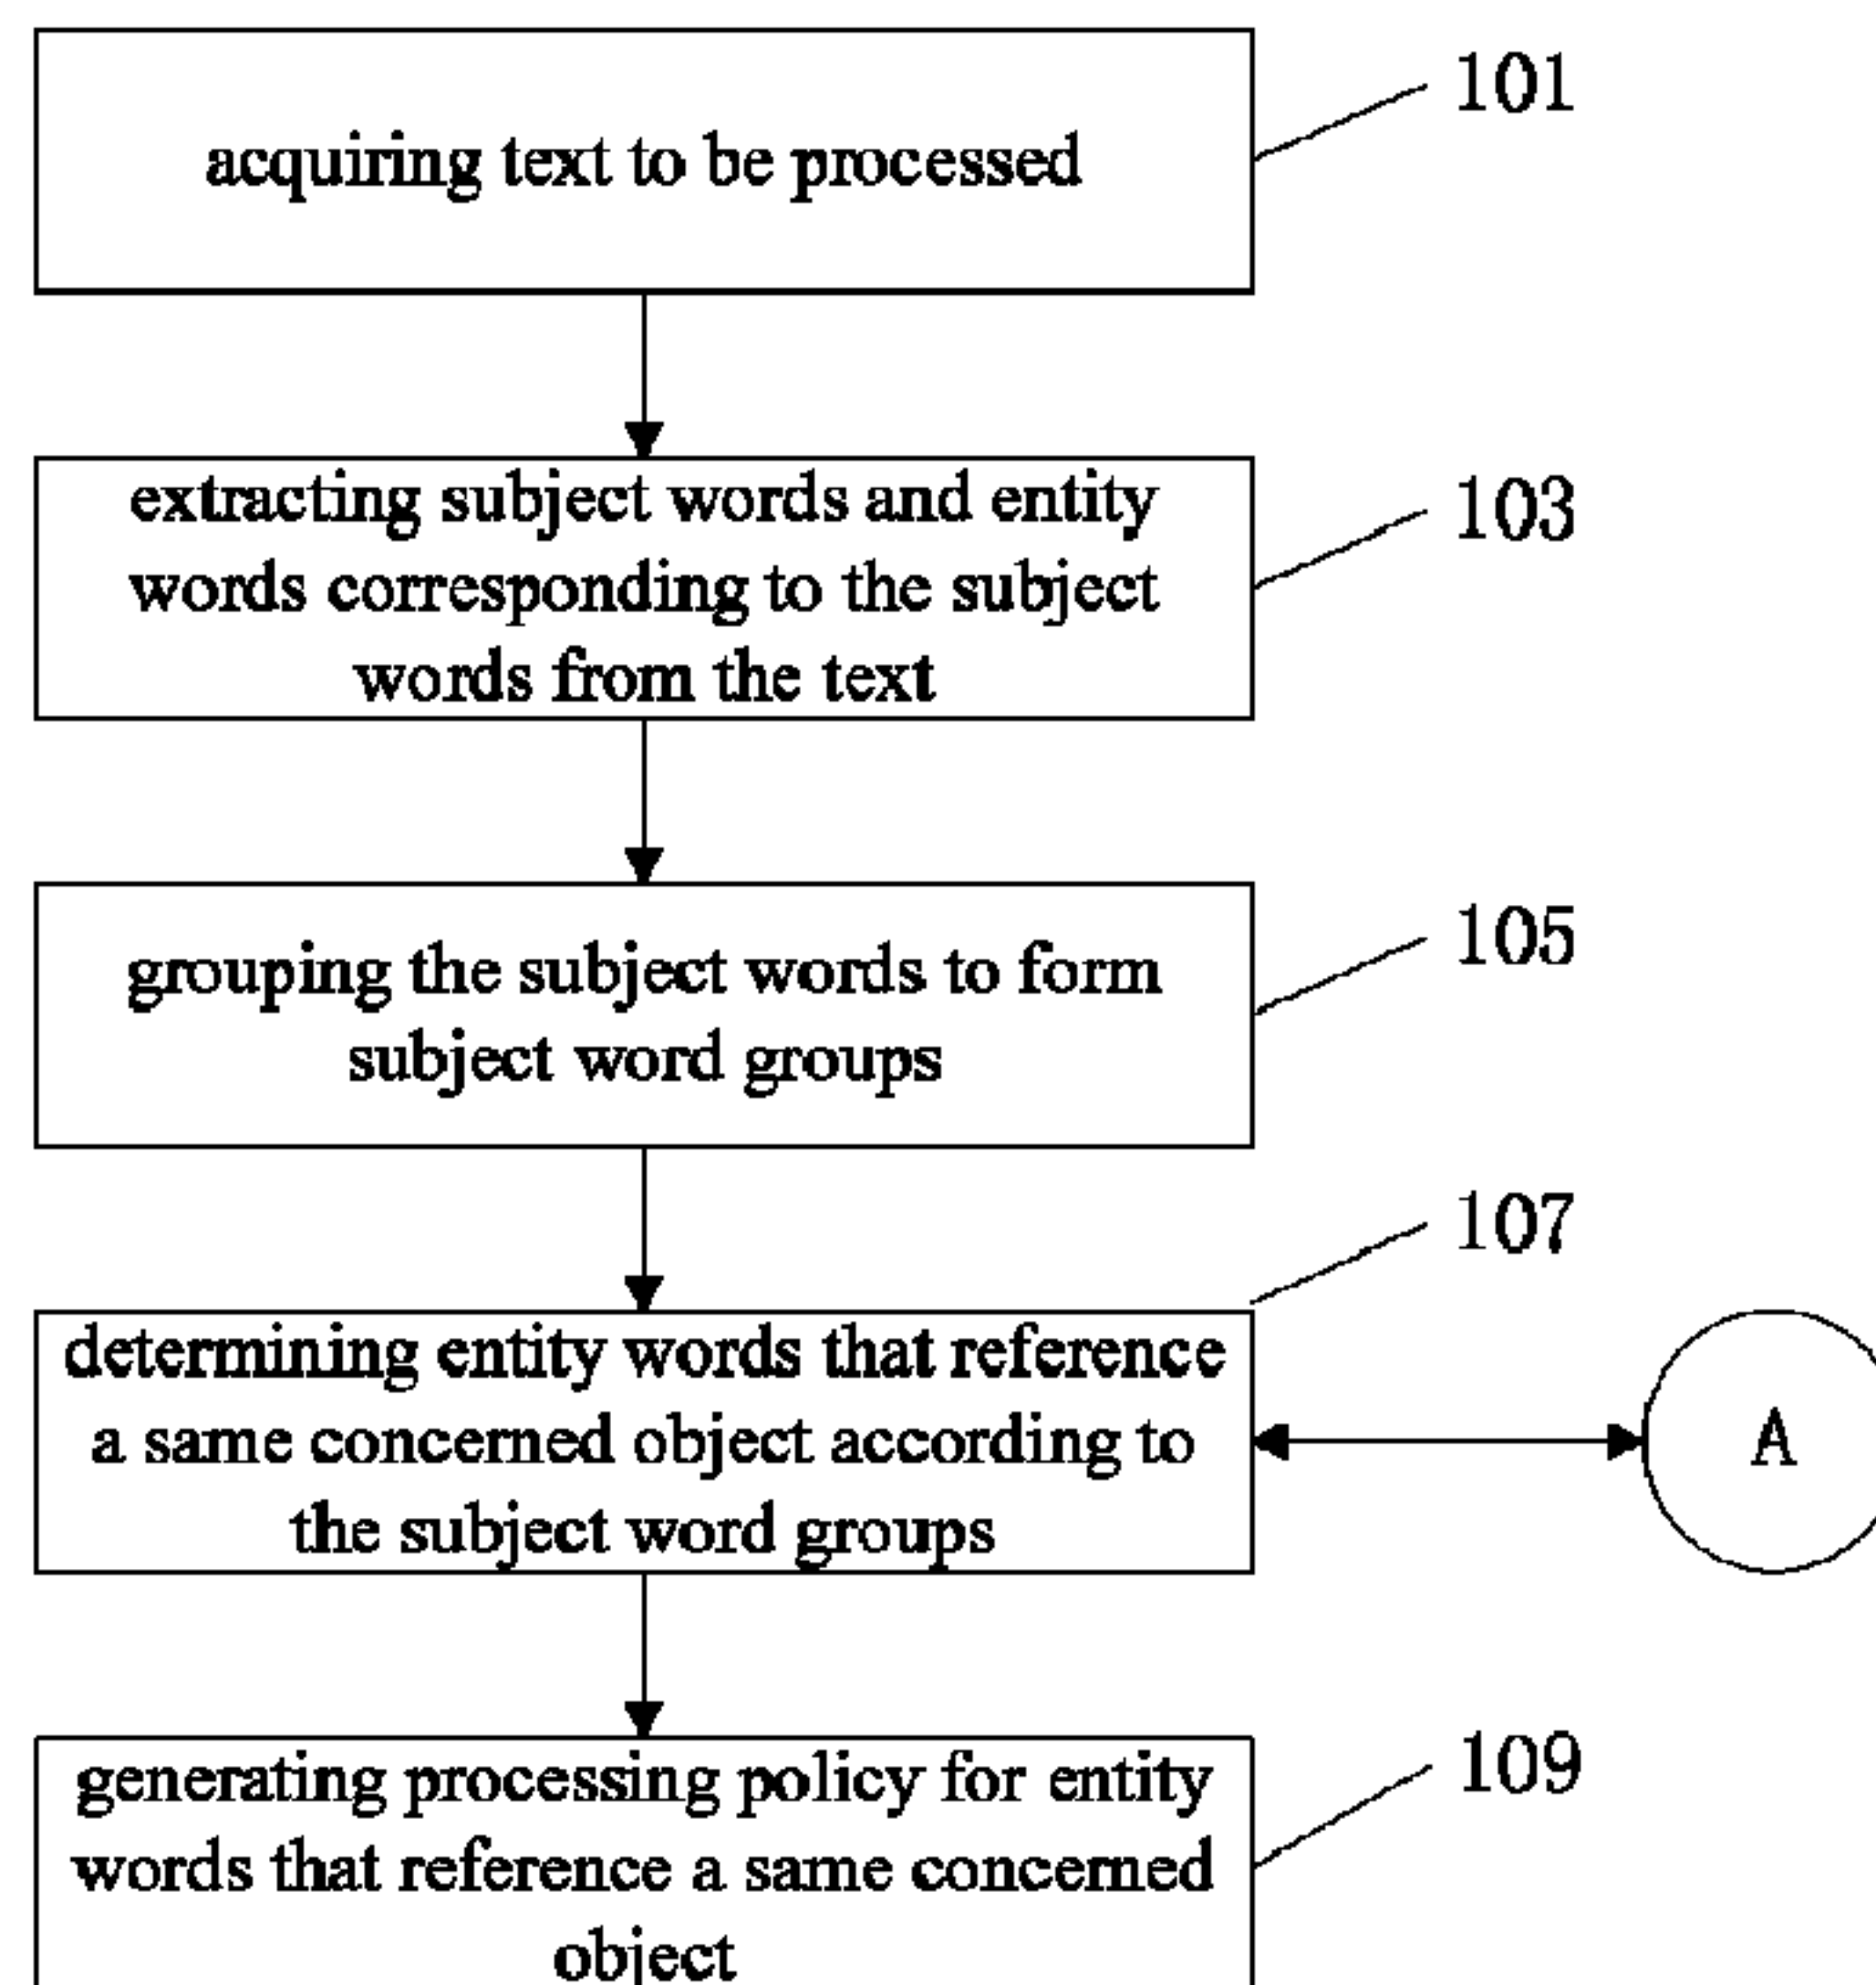 acquiring text to be processed
101
extracting subject words and entity
words corresponding to the subject
words from the text
103
grouping the subject words to form
subject word groups
105
107
determining entity words that reference
a same concerned object according to
the subject word groups
A
generating processing policy for entity
words that reference a same concerned
object
109